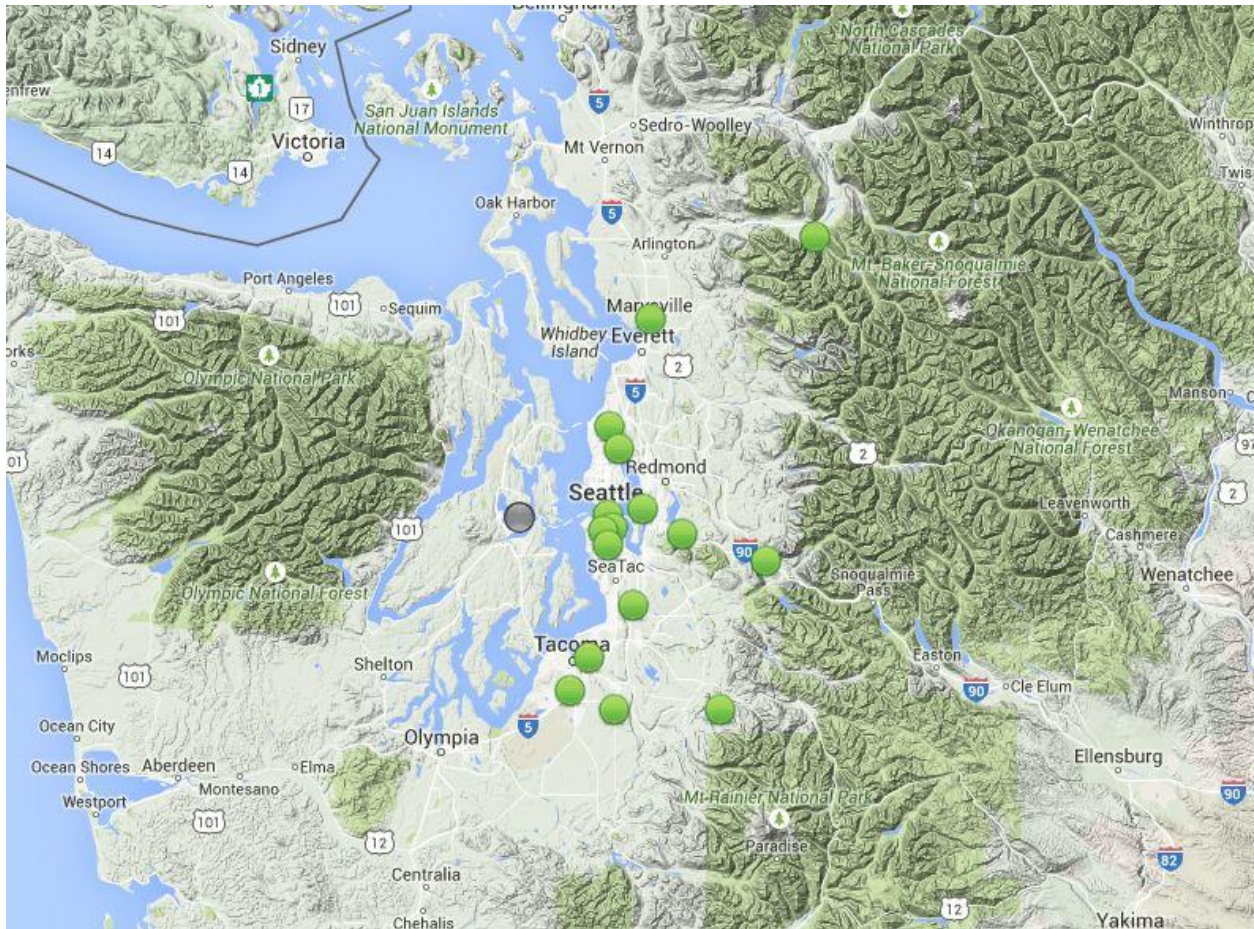 Bellingham
Sidney
1
enfrew
17
San Juan Islands
National Monument
14
Victoria
14
5
Sedro-Woolley
Mt Vernon
North Cascades
National Park
Winthrop
Twis
Oak Harbor
5
Arlington
Mt. Baker-Snoqualmie
National Forest
Port Angeles
101
Sequim
101
Marysville
Whidbey
Island
Everett
2
orks
Olympic National Park
5
Manson
Okanogan-Wenatchee
National Forest
97
2
101
Redmond
Seattle
2
Leavenworth
Cashmere
Wenatchee
101
90
SeaTac
Snoqualmie
Pass
Olympic National Forest
Tacoma
Moclips
101
Shelton
Easton
90
Cle Elum
Ocean City
5
Olympia
Ellensburg
Ocean Shores
Aberdeen
Elma
Montesano
90
Westport
101
Mt Rainier National Park
12
Paradise
82
Centralia
Chehalis
12
Yakima